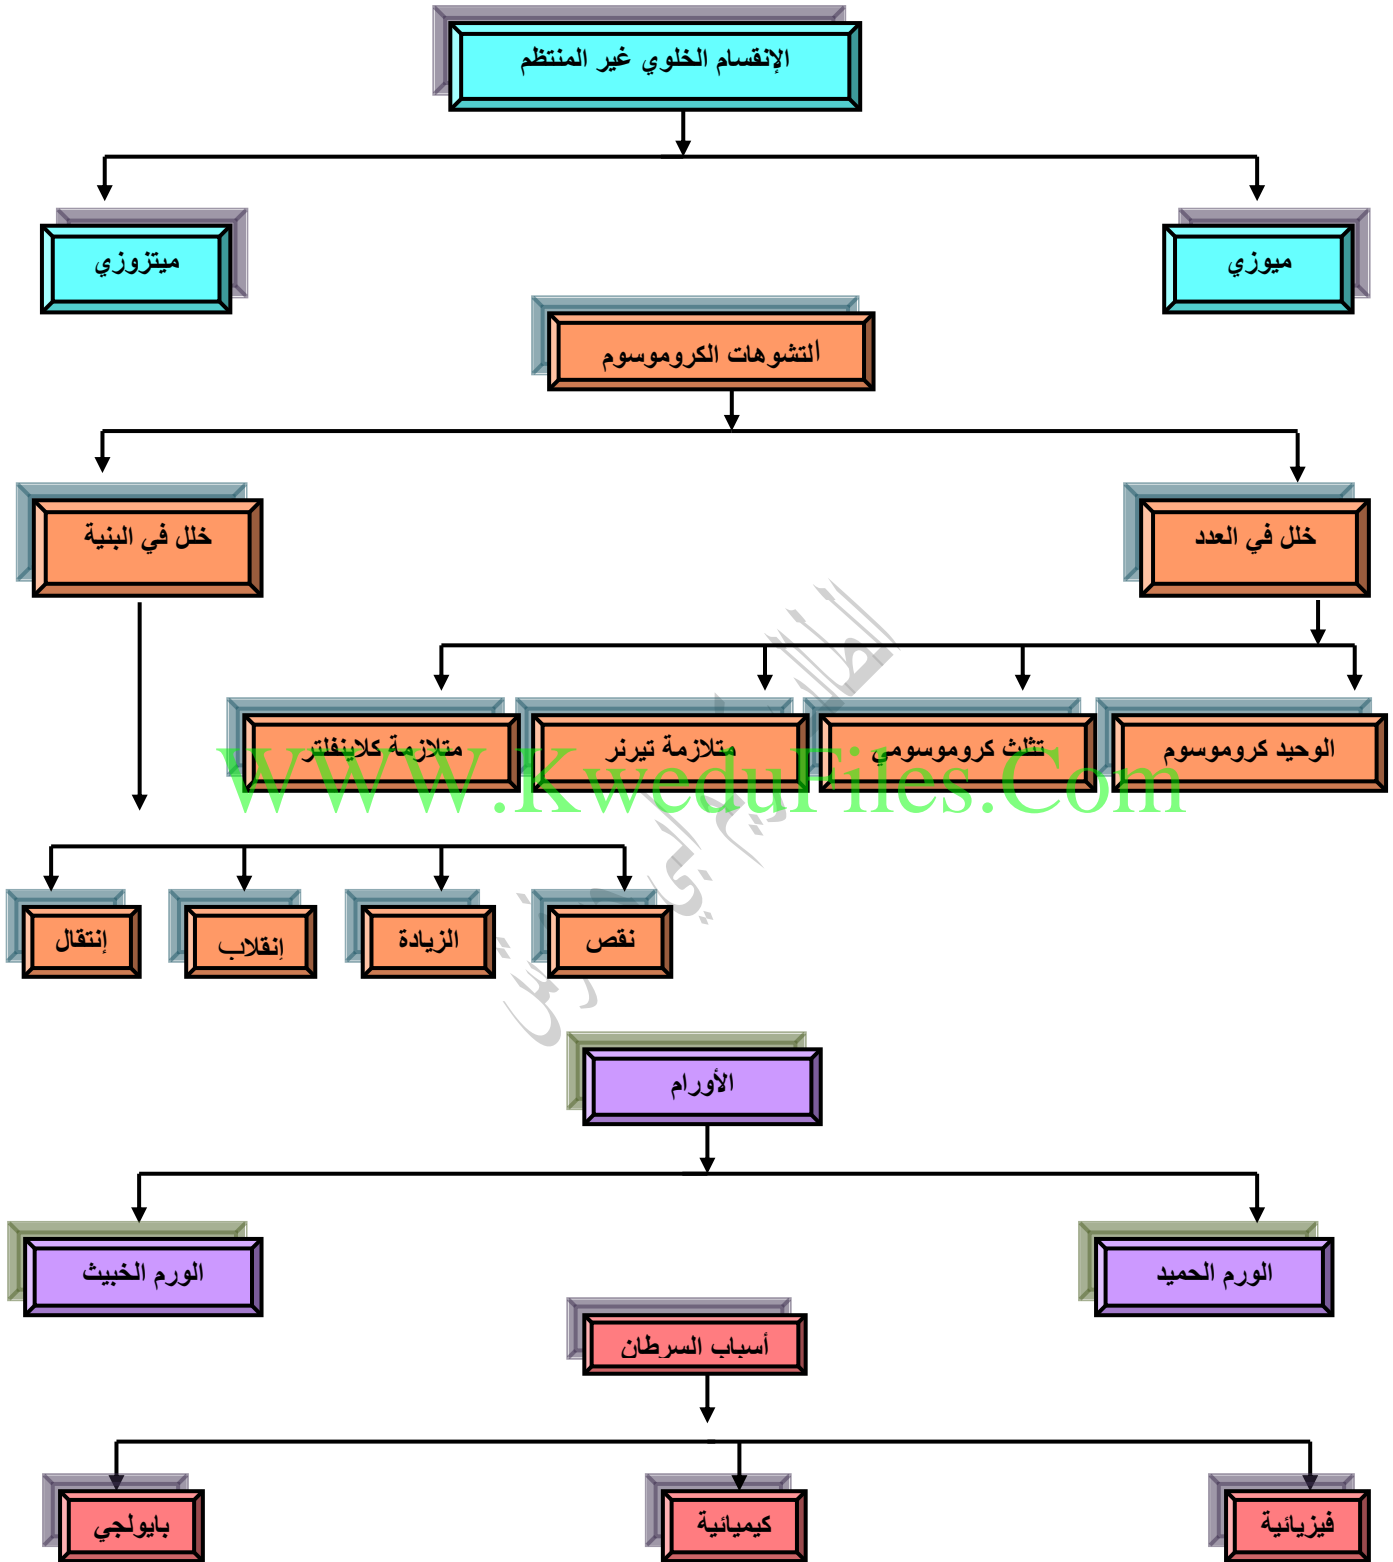 الإنقسام الخلوي غير المنتظم
ميوزي
ميتزوزي
ألتشوهات الكروموسوم
خلل في العدد
خلل في البنية
الوحيد كروموسوم
تثلث كروموسومي
متلازمة تيرنر
متلازمة كلاينفلتر
WWW.KweduFiles.Com
نقص
الزيادة
إنقلاب
إنتقال
الأورام
الورم الحميد
الورم الخبيث
أسباب السرطان
فيزيائية
كيميائية
بايولجي